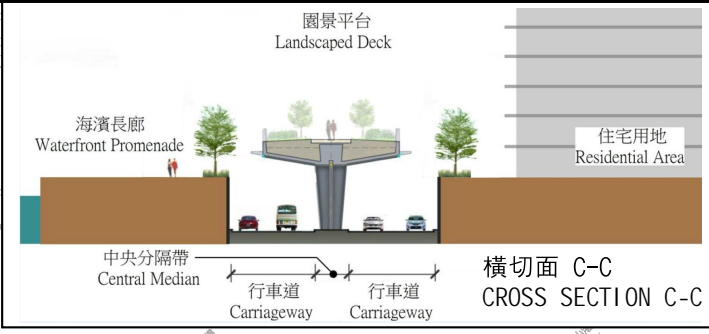 園景平台
Landscaped Deck
海濱長廊
Waterfront Promenade
住宅用地
Residential Area
中央分隔帶
Central Median
行車道
Carriageway
行車道
Carriageway
橫切面 C-C
CROSS SECTION C-C